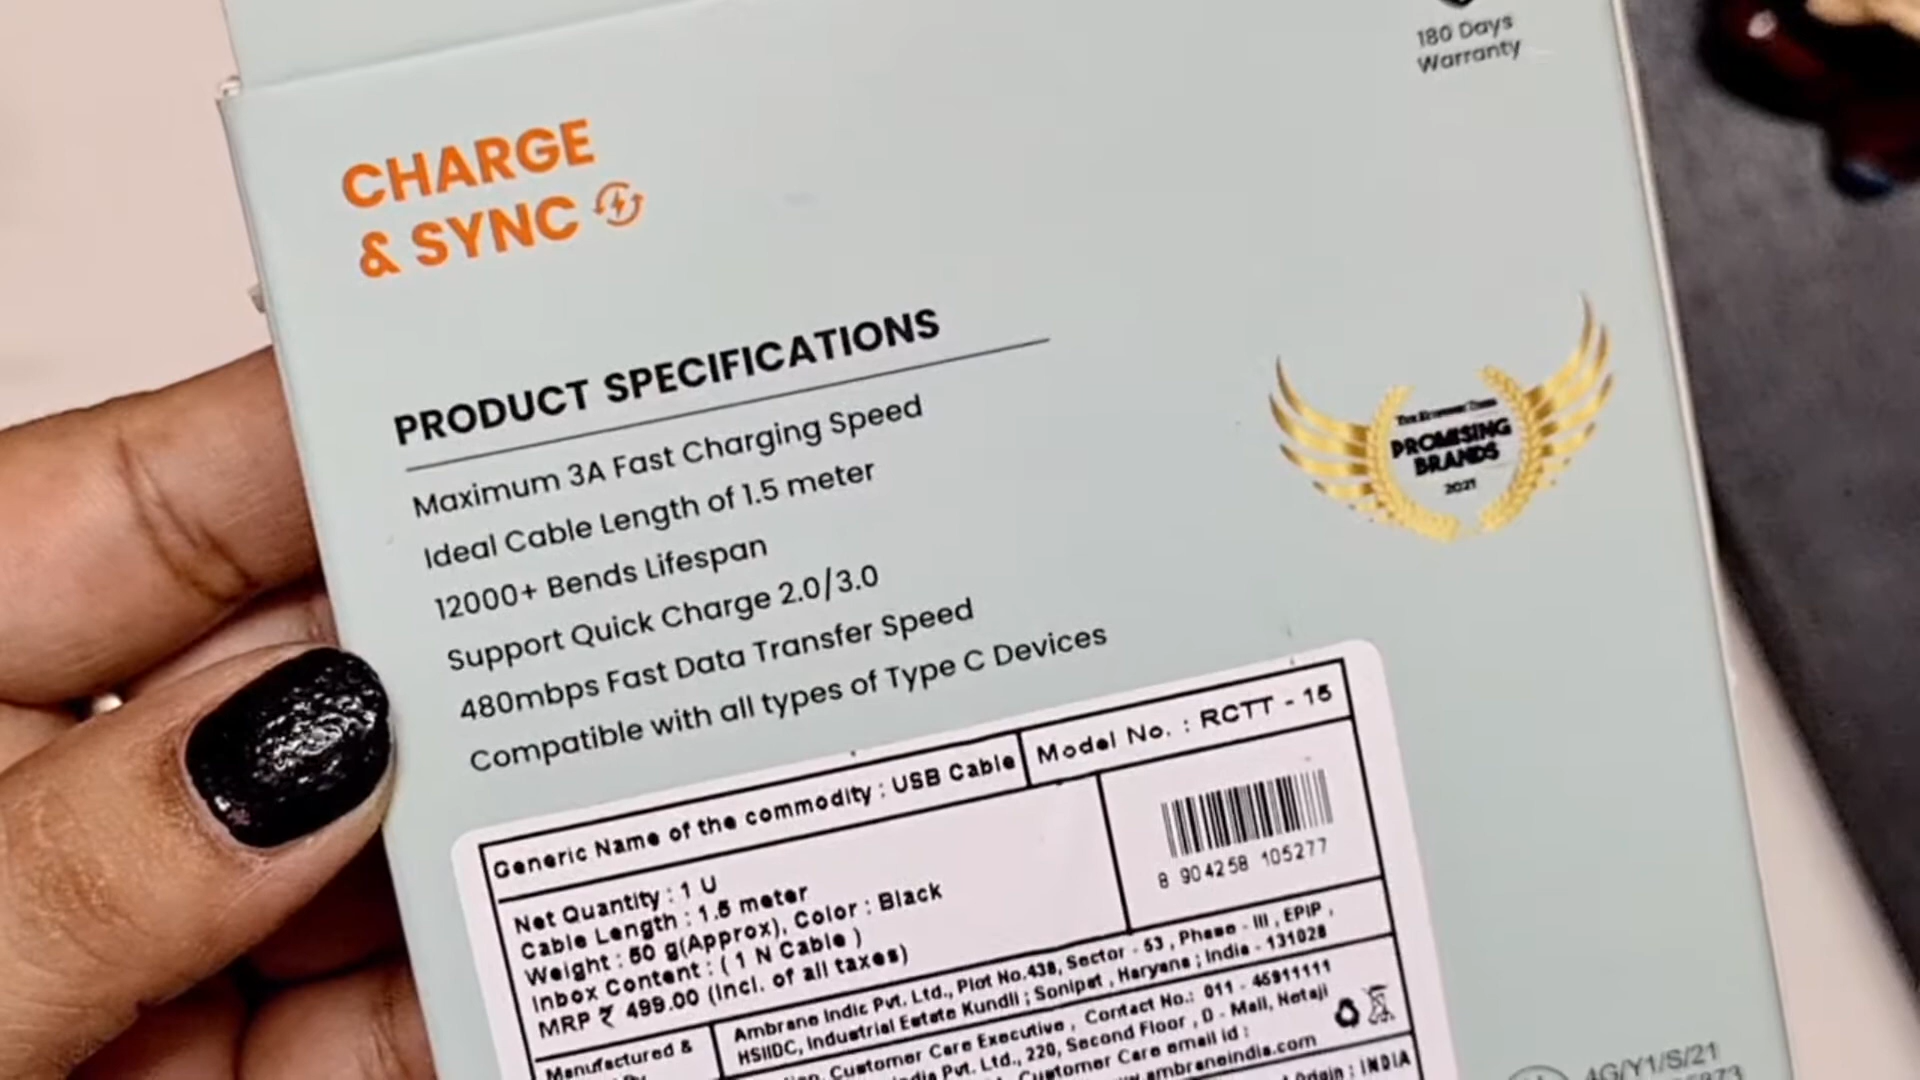 180 Days
Warranty
CHARGE
& SYNC
PRODUCT SPECIFICATIONS
Maximum 3A Fast Charging Speed
Ideal Cable Length of 1.5 meter
12000+ Bends Lifespan
Support Quick Charge 2.0/3.0
480mbps Fast Data Transfer Speed
Compatible with all types of Type C Devices
The Economic Times
PROMISING
BRANDS
2021
Generic Name of the commodity : USB Cable
Model No. : RCTT - 15
Net Quantity : 1 U
Cable Length : 1.5 meter
Weight : 50 g(Approx), Color : Black
Inbox Content : ( 1 N Cable )
MRP ₹ 499.00 (Incl. of all taxes)
8 904258 105277
Manufactured &
Ambrane Indic Pvt. Ltd., Plot No.438, Sector - 53 , Phase - III , EPIP ,
HSIIDC, Industrial Estate Kundli ; Sonipat , Haryana ; India - 131028
Customer Care Executive , Contact No.: 011 - 45911111
Pvt. Ltd., 220, Second Floor , D - Mall, Netaji
Customer Care email id :
ambraneindia.com
Origin : INDIA
4G/Y1/S/21